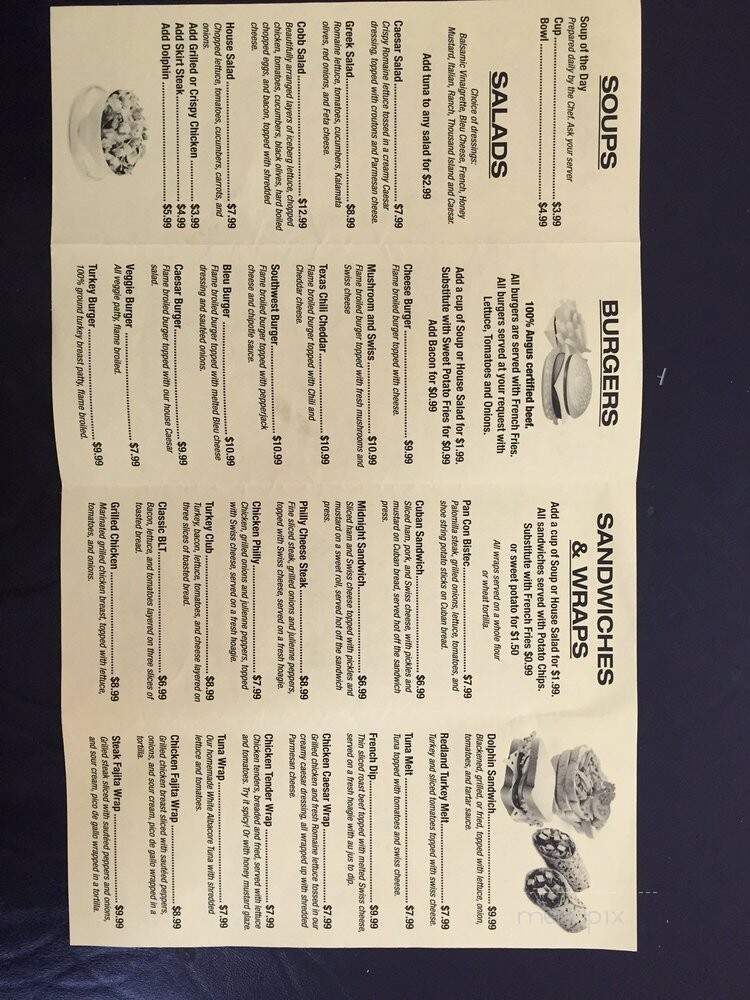 SOUPS
Soup of the Day
Prepared daily by the Chef. Ask your server
Cup ........ $3.99
Bowl ........ $4.99
SALADS
Choice of dressings:
Balsamic Vinaigrette, Bleu Cheese, French, Honey
Mustard, Italian, Ranch, Thousand Island and Caesar.
Add tuna to any salad for $2.99
Caesar Salad ........ $7.99
Crispy Romaine lettuce tossed in a creamy Caesar
dressing, topped with croutons and Parmesan cheese.
Greek Salad ........ $8.99
Romaine lettuce, tomatoes, cucumbers, Kalamata
olives, red onions, and Feta cheese.
Cobb Salad ........ $12.99
Beautifully arranged layers of iceberg lettuce, chopped
chicken, tomatoes, cucumbers, black olives, hard boiled
chopped eggs, and bacon, topped with shredded
cheese.
House Salad ........ $7.99
Chopped lettuce, tomatoes, cucumbers, carrots, and
onions.
Add Grilled or Crispy Chicken ........ $3.99
Add Skirt Steak ........ $4.99
Add Dolphin ........ $5.99
BURGERS
100% Angus certified beef.
All burgers are served with French Fries.
All burgers served at your request with
Lettuce, Tomatoes and Onions.
Add a cup of Soup or House Salad for $1.99.
Substitute with Sweet Potato Fries for $0.99
Add Bacon for $0.99
Cheese Burger ........ $9.99
Flame broiled burger topped with cheese.
Mushroom and Swiss ........ $10.99
Flame broiled burger topped with fresh mushrooms and
Swiss cheese
Texas Chili Cheddar ........ $10.99
Flame broiled burger topped with Chili and
Cheddar cheese.
Southwest Burger ........ $10.99
Flame broiled burger topped with pepperjack
cheese and chipotle sauce.
Bleu Burger ........ $10.99
Flame broiled burger topped with melted Bleu cheese
dressing and sautéed onions.
Caesar Burger ........ $9.99
Flame broiled burger topped with our house Caesar
salad.
Veggie Burger ........ $7.99
All veggie patty, flame broiled.
Turkey Burger ........ $9.99
100% ground turkey breast patty, flame broiled.
SANDWICHES
& WRAPS
Add a cup of Soup or House Salad for $1.99.
All sandwiches served with Potato Chips.
Substitute with French Fries $0.99
or sweet potato for $1.50
All wraps served on a whole flour
or wheat tortilla.
Pan Con Bistec ........ $7.99
Palomilla steak, grilled onions, lettuce, tomatoes, and
shoe string potato sticks on Cuban bread.
Cuban Sandwich ........ $6.99
Sliced ham, pork, and Swiss cheese, with pickles and
mustard on Cuban bread, served hot off the sandwich
press.
Midnight Sandwich ........ $6.99
Sliced ham and Swiss cheese topped with pickles and
mustard on a sweet roll, served hot off the sandwich
press.
Philly Cheese Steak ........ $8.99
Fine sliced steak, grilled onions and julienne peppers,
topped with Swiss cheese, served on a fresh hoagie.
Chicken Philly ........ $7.99
Chicken, grilled onions and julienne peppers, topped
with Swiss cheese, served on a fresh hoagie.
Turkey Club ........ $8.99
Turkey, bacon, lettuce, tomatoes, and cheese layered on
three slices of toasted bread.
Classic BLT ........ $6.99
Bacon, lettuce, and tomatoes layered on three slices of
toasted bread.
Grilled Chicken ........ $8.99
Marinated grilled chicken breast, topped with lettuce,
tomatoes, and onions.
Dolphin Sandwich ........ $9.99
Blackened, grilled, or fried, topped with lettuce, onion,
tomatoes, and tartar sauce.
Redland Turkey Melt ........ $7.99
Turkey and sliced tomatoes topped with swiss cheese.
Tuna Melt ........ $7.99
Tuna topped with tomatoes and swiss cheese.
French Dip ........ $9.99
Thin sliced roast beef topped with melted Swiss cheese,
served on a fresh hoagie with au jus to dip.
Chicken Caesar Wrap ........ $7.99
Grilled chicken and fresh Romaine lettuce tossed in our
creamy caesar dressing, all wrapped up with shredded
Parmesan cheese.
Chicken Tender Wrap ........ $7.99
Chicken tenders, breaded and fried, served with lettuce
and tomatoes. Try it spicy! Or with honey mustard glaze.
Tuna Wrap ........ $7.99
Our homemade White Albacore Tuna with shredded
lettuce and tomatoes.
Chicken Fajita Wrap ........ $8.99
Grilled chicken breast sliced with sautéed peppers,
onions, and sour cream, pico de gallo wrapped in a
tortilla.
Steak Fajita Wrap ........ $9.99
Grilled steak sliced with sautéed peppers and onions,
and sour cream, pico de gallo wrapped in a tortilla.
menupix